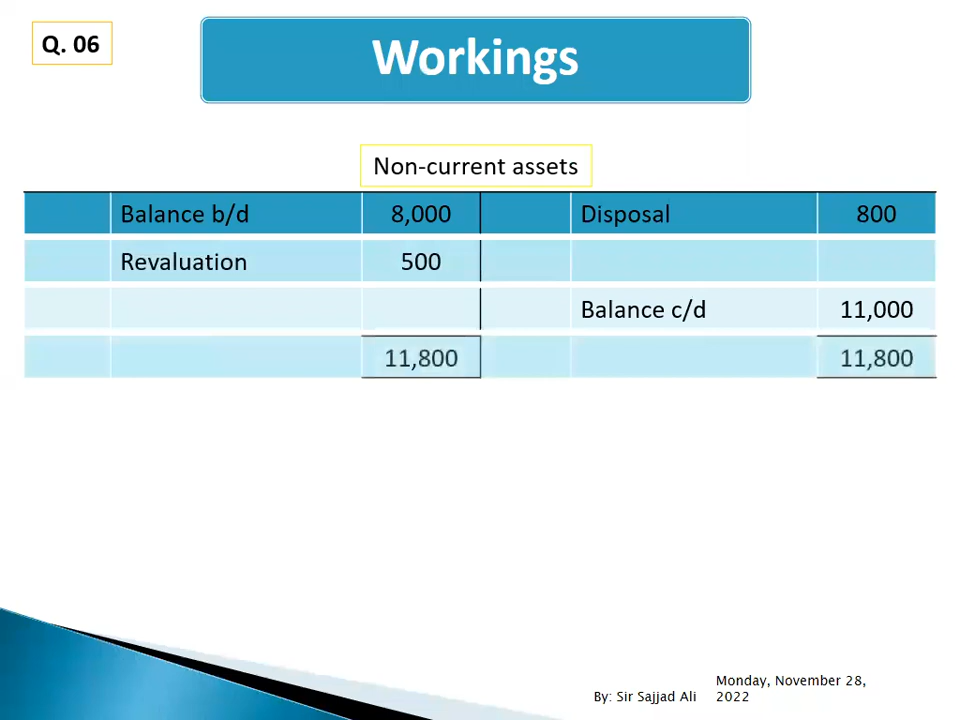 Q. 06
Workings
Non-current assets
Balance b/d 8,000 Disposal 800
Revaluation 500
Balance c/d 11,000
11,800 11,800
By: Sir Sajjad Ali
Monday, November 28,
2022